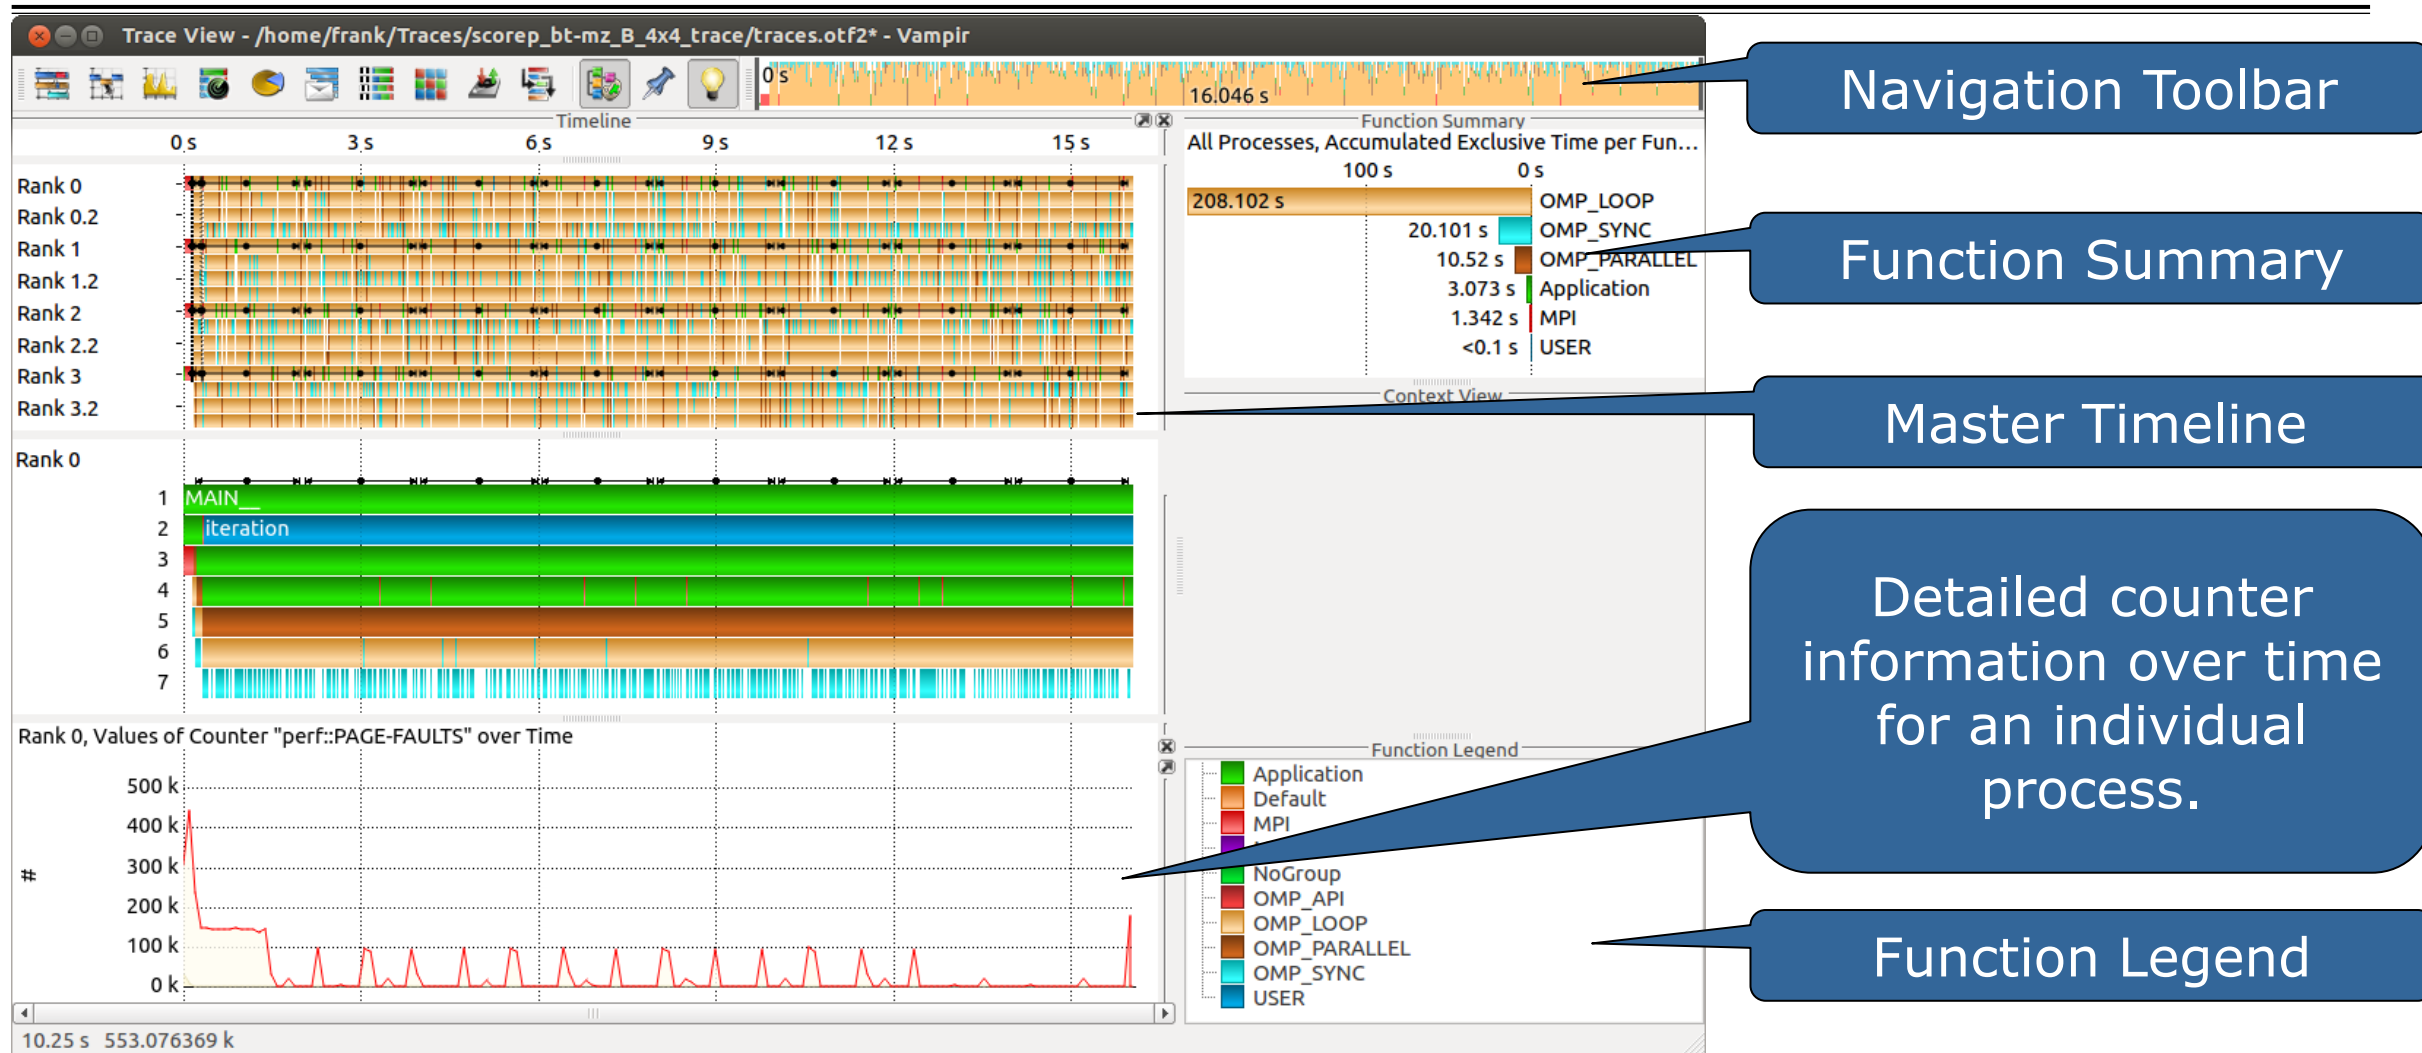 Trace View - /home/frank/Traces/scorep_bt-mz_B_4x4_trace/traces.otf2* - Vampir
0 s
16.046 s
Navigation Toolbar
Timeline
0 s 3 s 6 s 9 s 12 s 15 s
Rank 0
Rank 0.2
Rank 1
Rank 1.2
Rank 2
Rank 2.2
Rank 3
Rank 3.2
Function Summary
All Processes, Accumulated Exclusive Time per Fun...
100 s 0 s
208.102 s OMP_LOOP
20.101 s OMP_SYNC
10.52 s OMP_PARALLEL
3.073 s Application
1.342 s MPI
<0.1 s USER
Function Summary
Context View
Master Timeline
Rank 0
1 MAIN__
2 iteration
3
4
5
6
7
Detailed counter
information over time
for an individual
process.
Rank 0, Values of Counter "perf::PAGE-FAULTS" over Time
500 k
400 k
300 k
200 k
100 k
0 k
#
Function Legend
Application
Default
MPI
NoGroup
OMP_API
OMP_LOOP
OMP_PARALLEL
OMP_SYNC
USER
Function Legend
10.25 s 553.076369 k